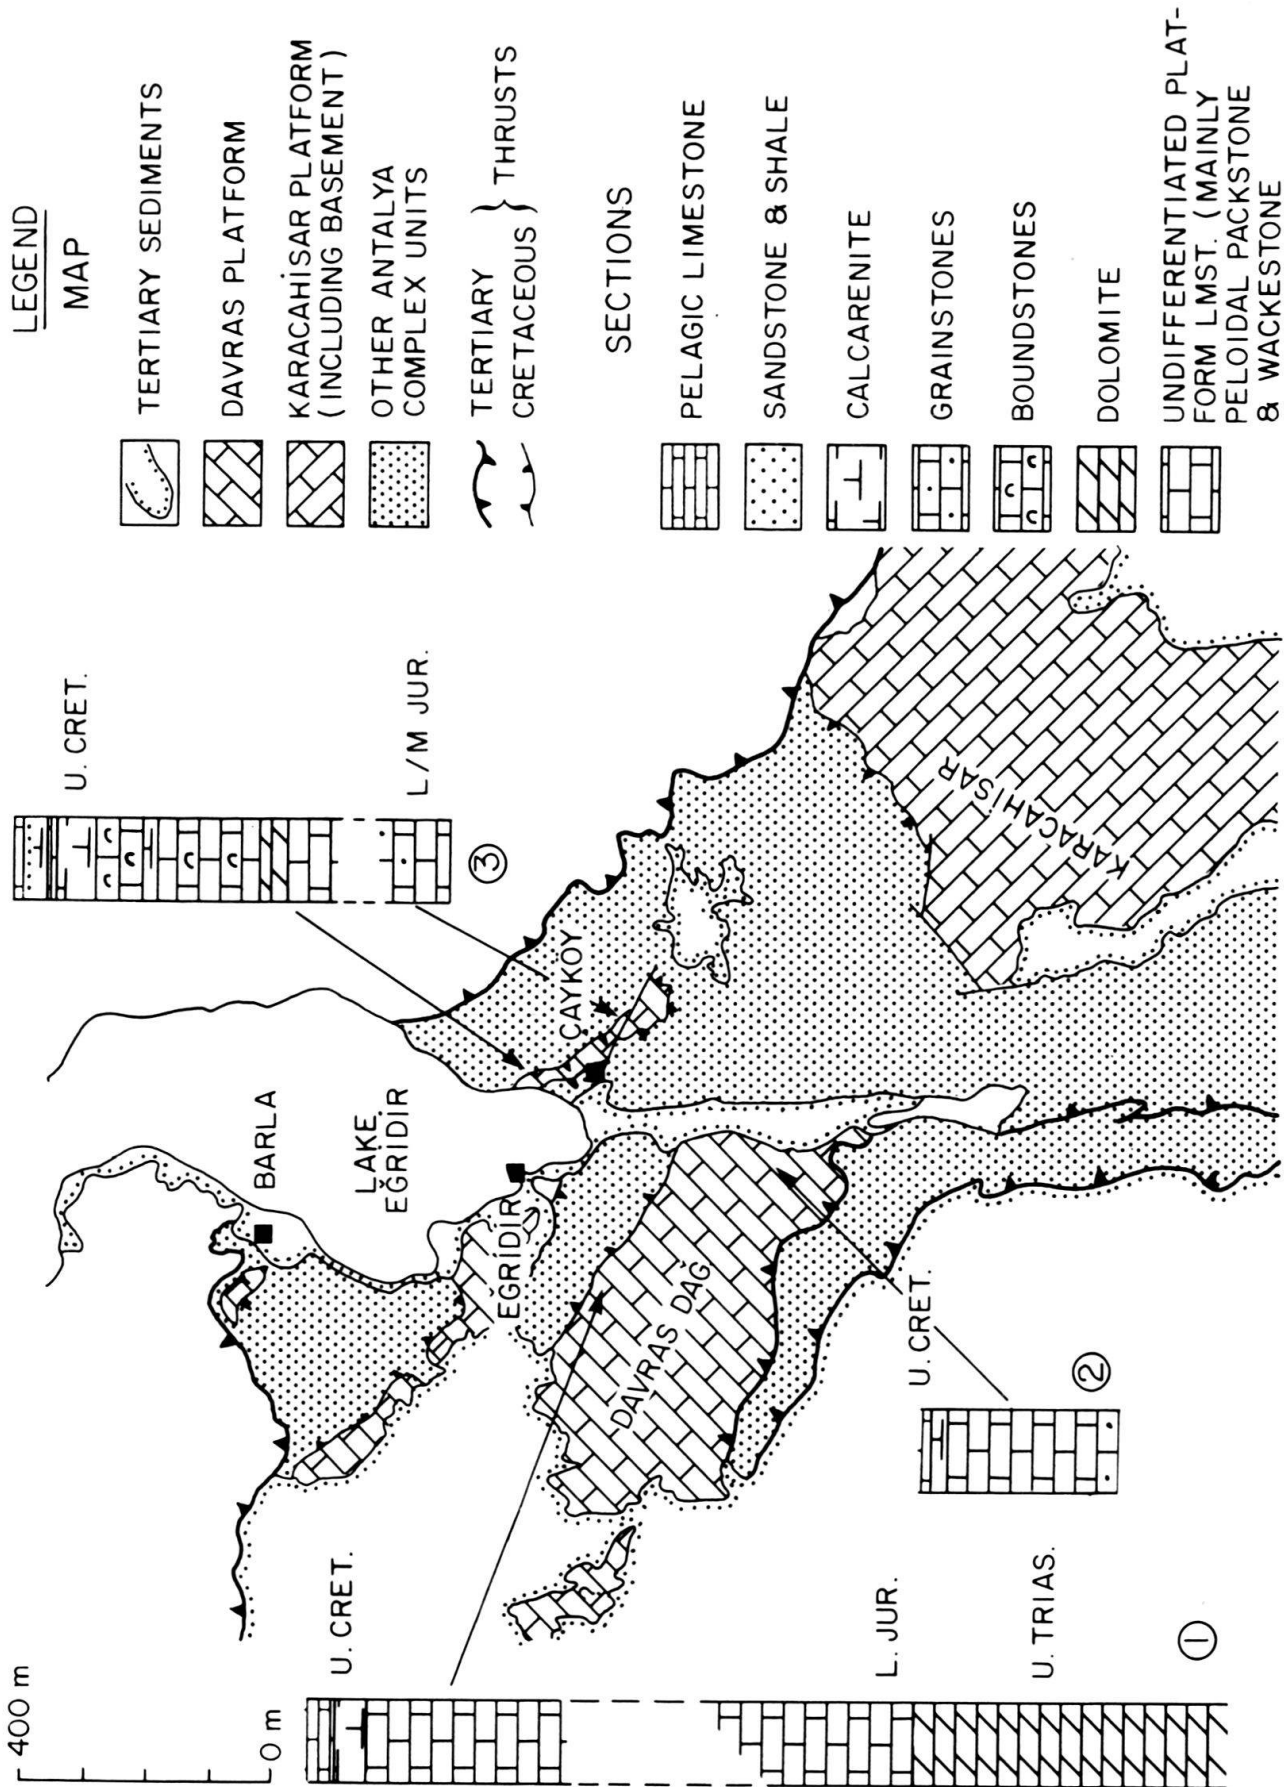 LEGEND
MAP
TERTIARY SEDIMENTS
DAVRAS PLATFORM
KARACAHİSAR PLATFORM
(INCLUDING BASEMENT)
OTHER ANTALYA
COMPLEX UNITS
TERTIARY
CRETACEOUS
} THRUSTS
SECTIONS
PELAGIC LIMESTONE
SANDSTONE & SHALE
CALCARENITE
GRAINSTONES
BOUNDSTONES
DOLOMITE
UNDIFFERENTIATED PLAT-
FORM LMST. (MAINLY
PELOIDAL PACKSTONE
& WACKESTONE
400 m
0 m
U. CRET.
L. JUR.
U. TRIAS.
1
U. CRET.
2
U. CRET.
L/M JUR.
3
BARLA
LAKE
EĞRIDIR
EĞRİDİR
ÇAYKÖY
DAVRAS DAĞ
KARACAHİSAR